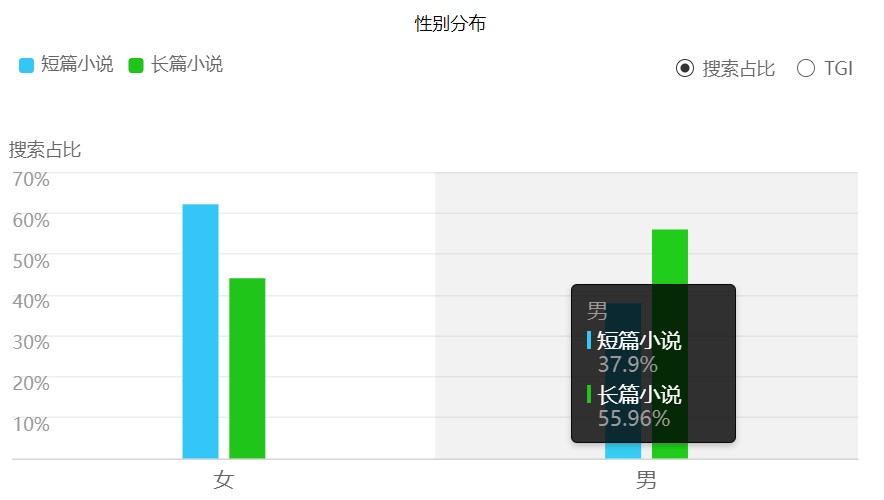 性别分布
短篇小说 长篇小说
搜索占比 TGI
搜索占比
70%
60%
50%
40%
30%
20%
10%
男
短篇小说
37.9%
长篇小说
55.96%
女 男